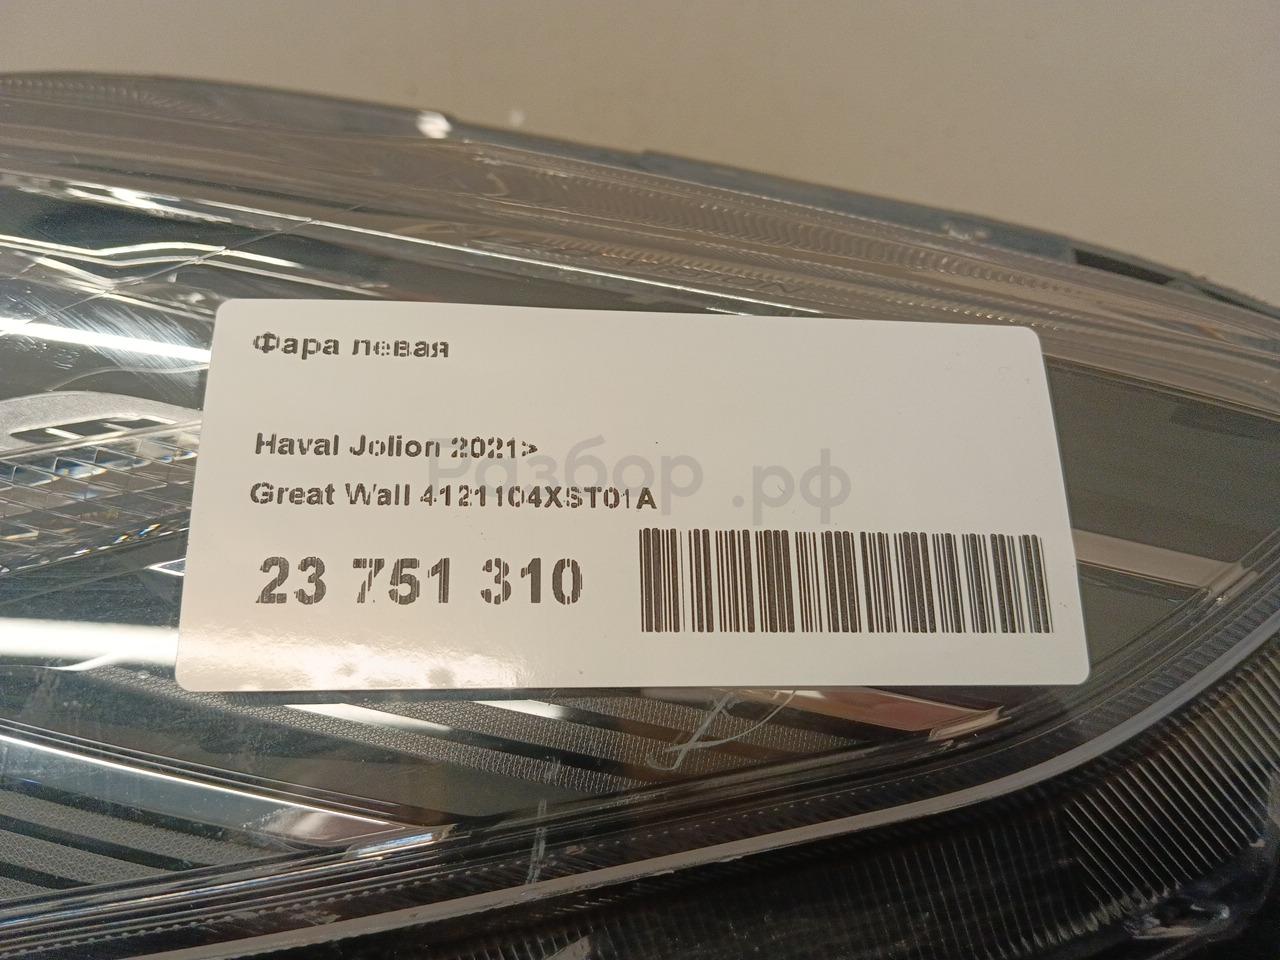 Фара левая
Haval Jolion 2021>
Разбор.рф
Great Wall 4121104XST01A
23 751 310